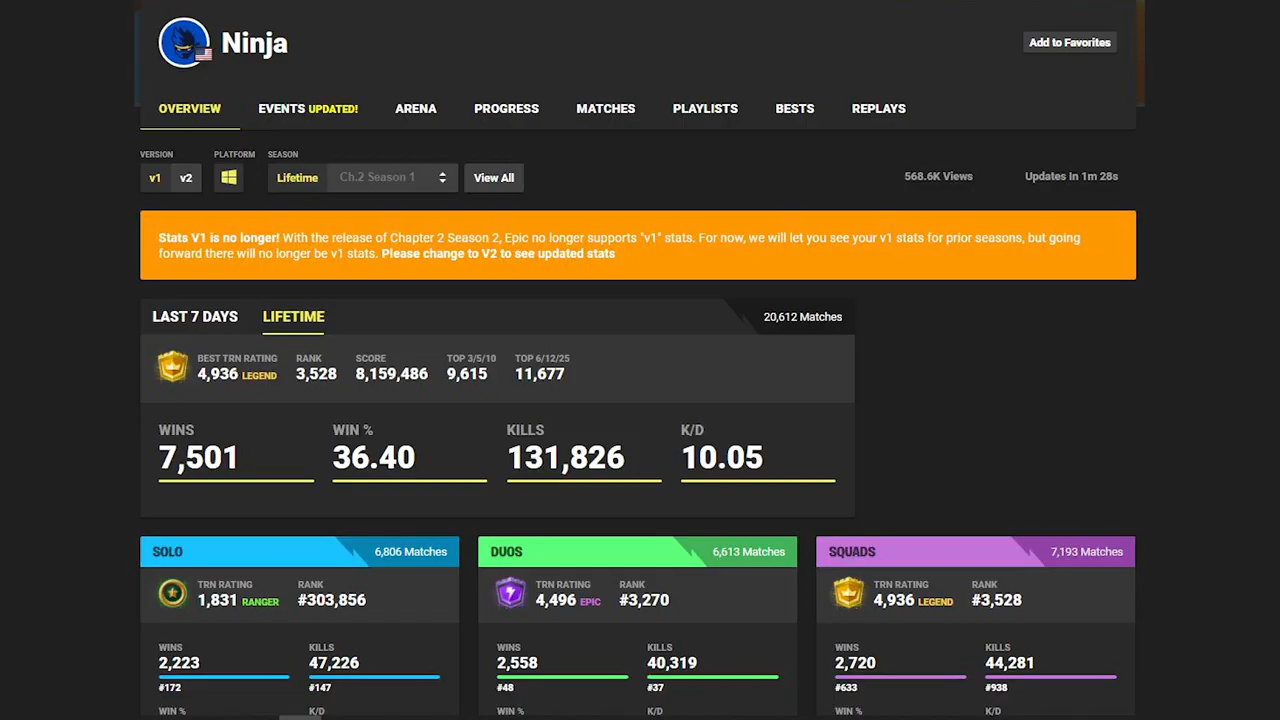 Ninja
Add to Favorites
OVERVIEW EVENTS UPDATED! ARENA PROGRESS MATCHES PLAYLISTS BESTS REPLAYS
VERSION PLATFORM SEASON
v1 v2 Lifetime Ch.2 Season 1 View All 568.6K Views Updates In 1m 28s
Stats V1 is no longer! With the release of Chapter 2 Season 2, Epic no longer supports "v1" stats. For now, we will let you see your v1 stats for prior seasons, but going
forward there will no longer be v1 stats. Please change to V2 to see updated stats
LAST 7 DAYS LIFETIME 20,612 Matches
BEST TRN RATING RANK SCORE TOP 3/5/10 TOP 6/12/25
4,936 LEGEND 3,528 8,159,486 9,615 11,677
WINS WIN % KILLS K/D
7,501 36.40 131,826 10.05
SOLO 6,806 Matches DUOS 6,613 Matches SQUADS 7,193 Matches
TRN RATING RANK TRN RATING RANK TRN RATING RANK
1,831 RANGER #303,856 4,496 EPIC #3,270 4,936 LEGEND #3,528
WINS KILLS WINS KILLS WINS KILLS
2,223 47,226 2,558 40,319 2,720 44,281
#172 #147 #48 #37 #633 #938
WIN % K/D WIN % K/D WIN % K/D